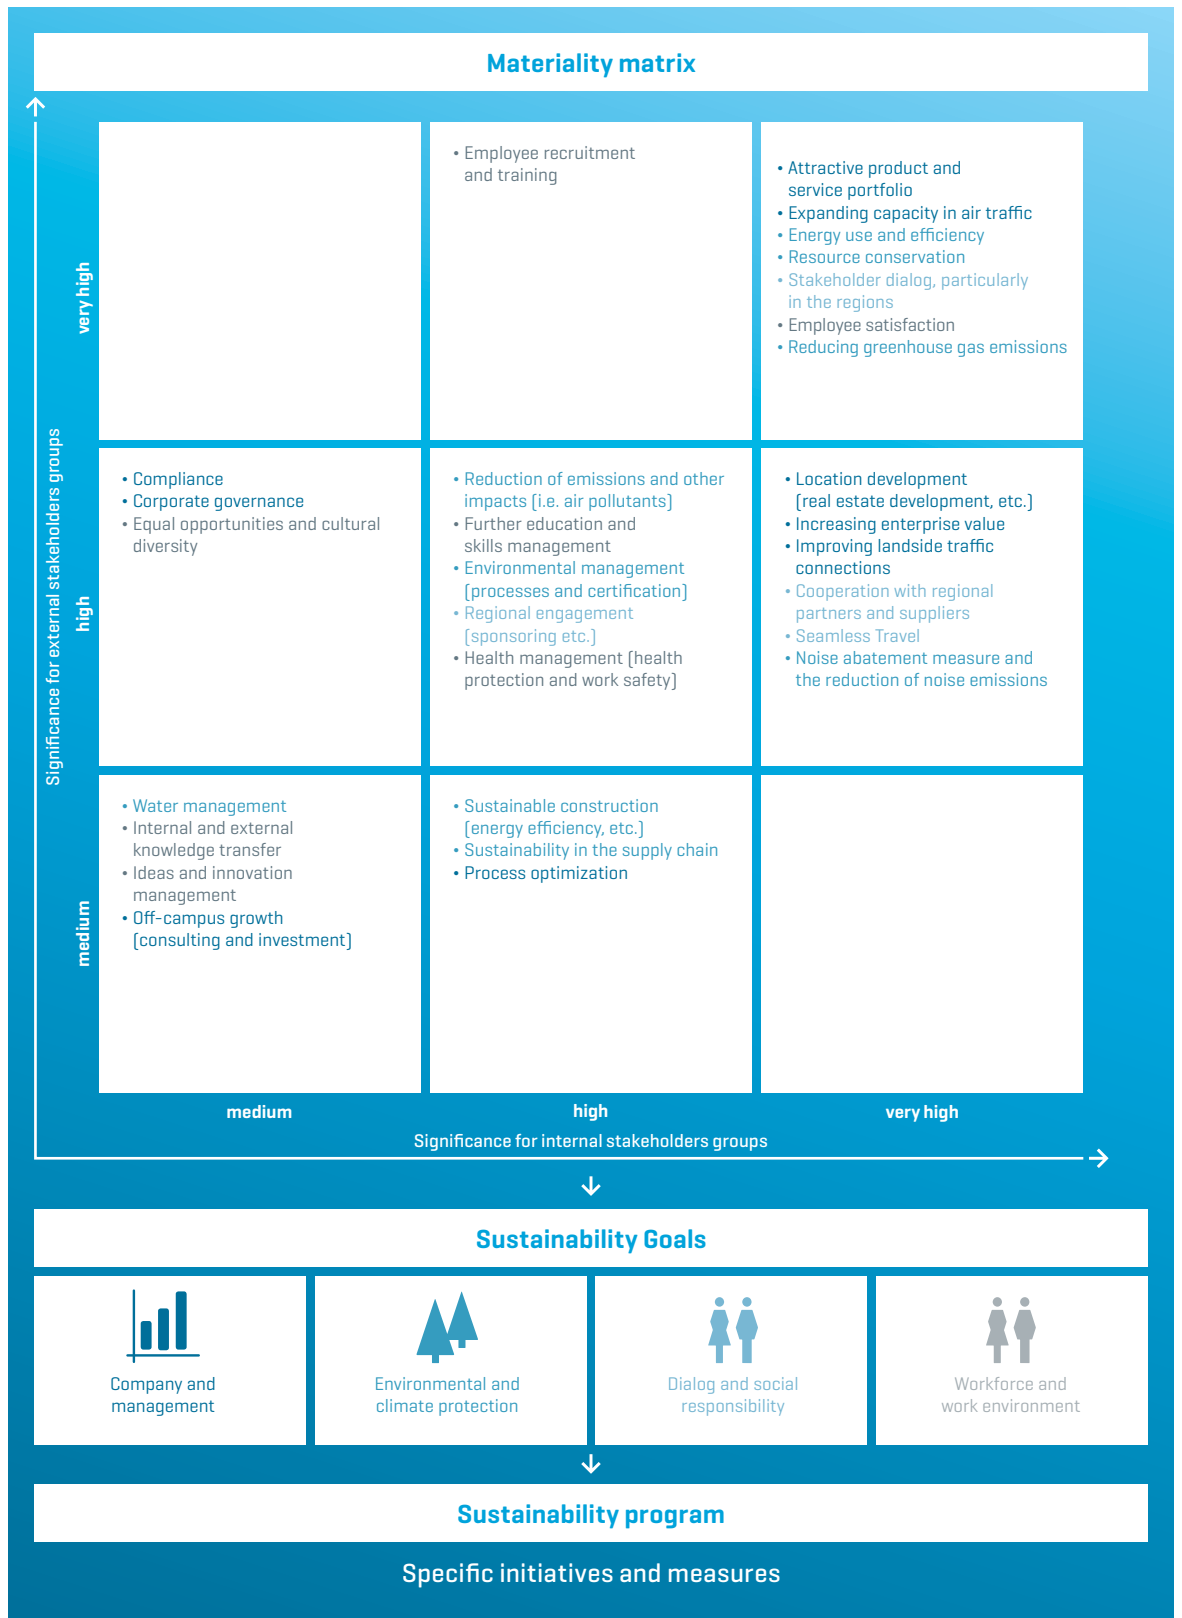 Materiality matrix
Significance for external stakeholders groups
very high
• Employee recruitment
and training
• Attractive product and
service portfolio
• Expanding capacity in air traffic
• Energy use and efficiency
• Resource conservation
• Stakeholder dialog, particularly
in the regions
• Employee satisfaction
• Reducing greenhouse gas emissions
high
• Compliance
• Corporate governance
• Equal opportunities and cultural
diversity
• Reduction of emissions and other
impacts (i.e. air pollutants)
• Further education and
skills management
• Environmental management
(processes and certification)
• Regional engagement
(sponsoring etc.)
• Health management (health
protection and work safety)
• Location development
(real estate development, etc.)
• Increasing enterprise value
• Improving landside traffic
connections
• Cooperation with regional
partners and suppliers
• Seamless Travel
• Noise abatement measure and
the reduction of noise emissions
medium
• Water management
• Internal and external
knowledge transfer
• Ideas and innovation
management
• Off-campus growth
(consulting and investment)
• Sustainable construction
(energy efficiency, etc.)
• Sustainability in the supply chain
• Process optimization
medium
high
very high
Significance for internal stakeholders groups
Sustainability Goals
Company and
management
Environmental and
climate protection
Dialog and social
responsibility
Workforce and
work environment
Sustainability program
Specific initiatives and measures